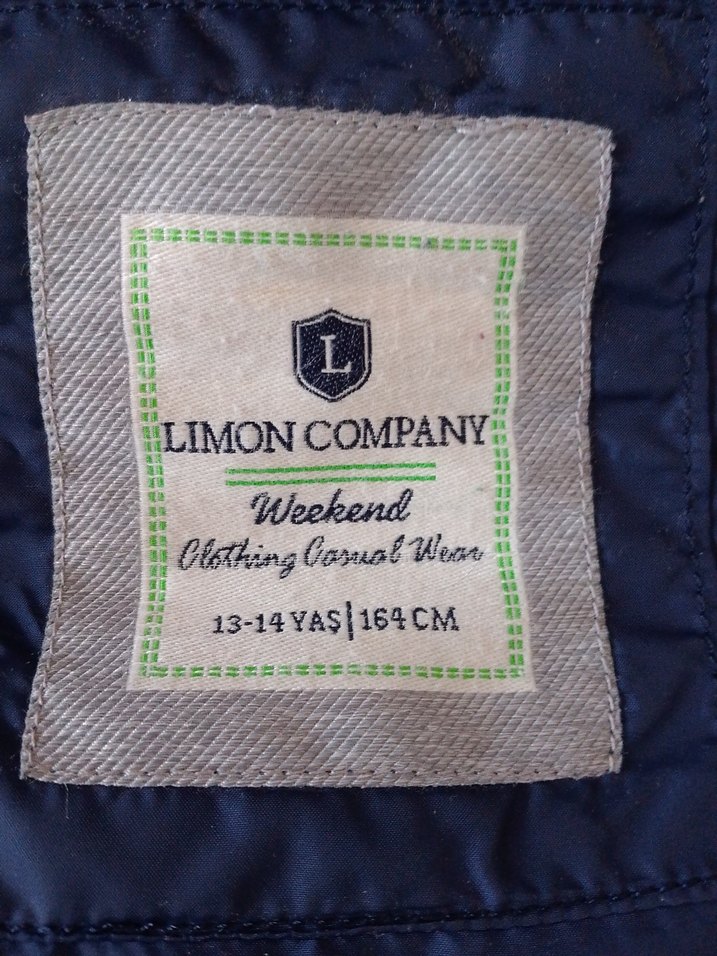 L
LIMON COMPANY
Weekend
Clothing Casual Wear
13-14 YAŞ | 164 CM